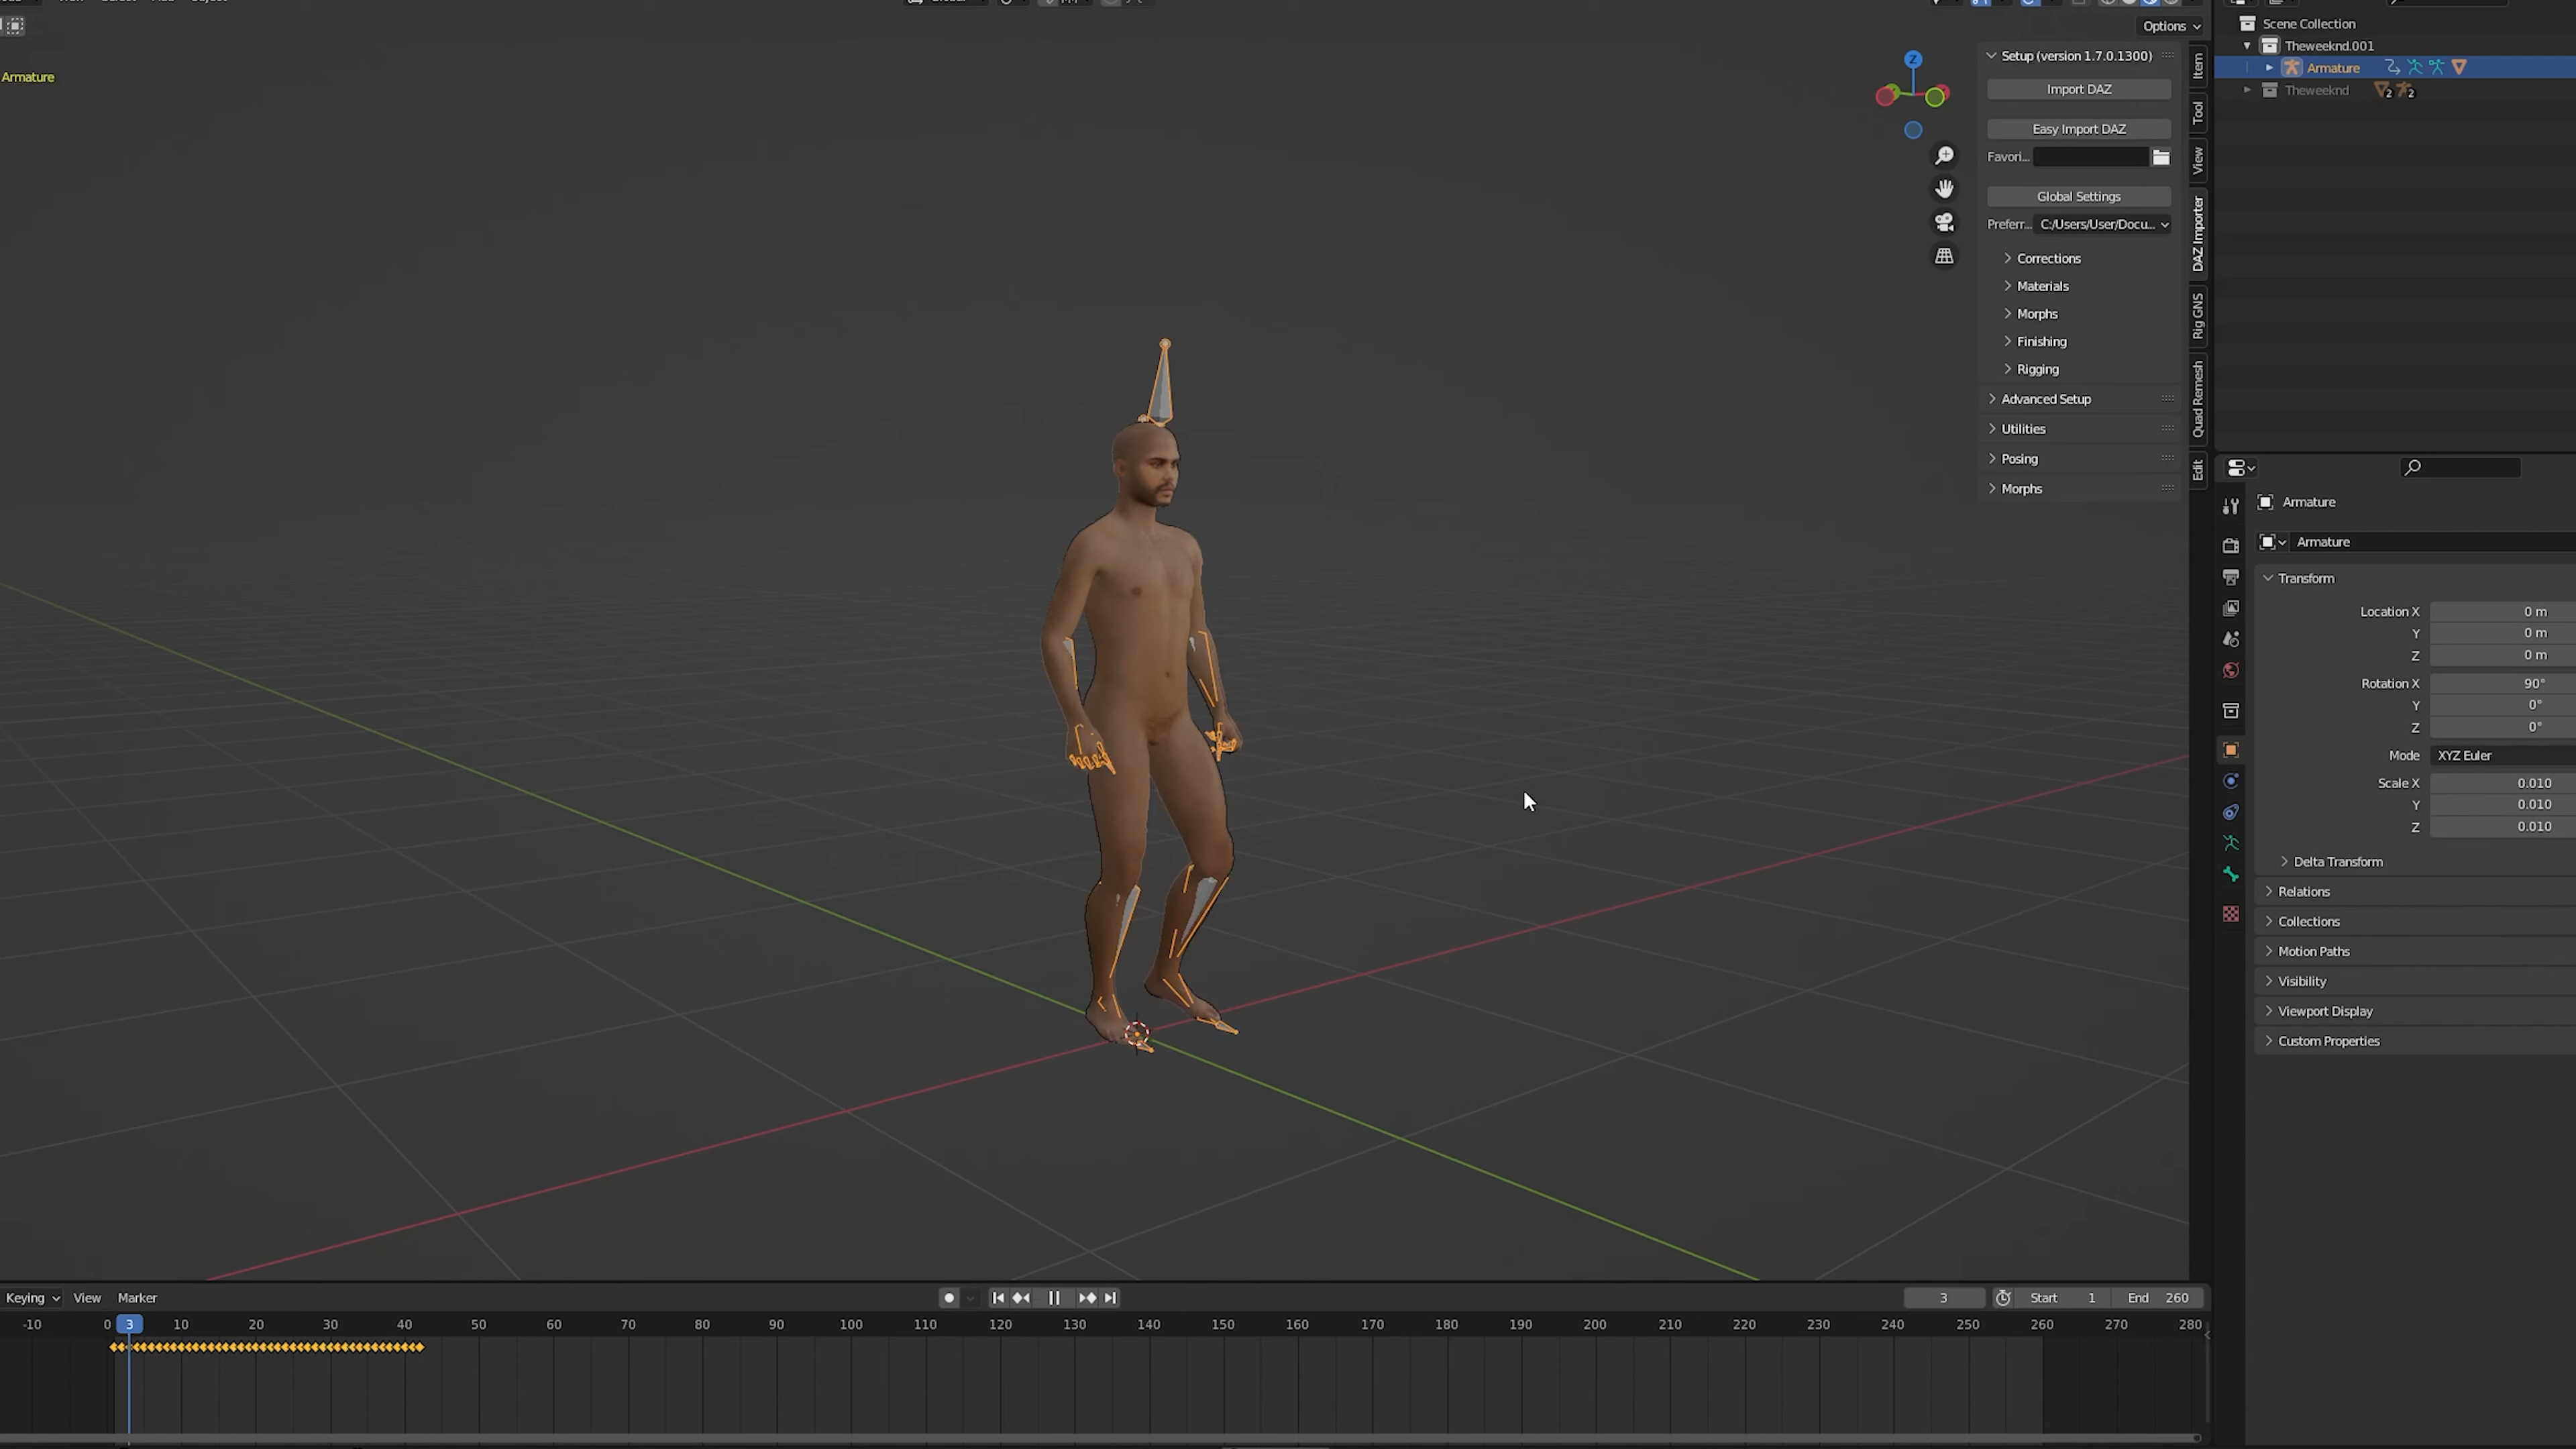 Options
Armature
Setup (version 1.7.0.1300)
Import DAZ
Easy Import DAZ
Favori...
Global Settings
Preferr... C:/Users/User/Docu...
Corrections
Materials
Morphs
Finishing
Rigging
Advanced Setup
Utilities
Posing
Morphs
Item
Tool
View
DAZ Importer
Rig GNS
Quad Remesh
Edit
Z
Scene Collection
Theweeknd.001
Armature
Theweeknd 2 2
Armature
Armature
Transform
Location X 0 m
Y 0 m
Z 0 m
Rotation X 90°
Y 0°
Z 0°
Mode XYZ Euler
Scale X 0.010
Y 0.010
Z 0.010
Delta Transform
Relations
Collections
Motion Paths
Visibility
Viewport Display
Custom Properties
Keying View Marker 3 Start 1 End 260
-10 0 3 10 20 30 40 50 60 70 80 90 100 110 120 130 140 150 160 170 180 190 200 210 220 230 240 250 260 270 280